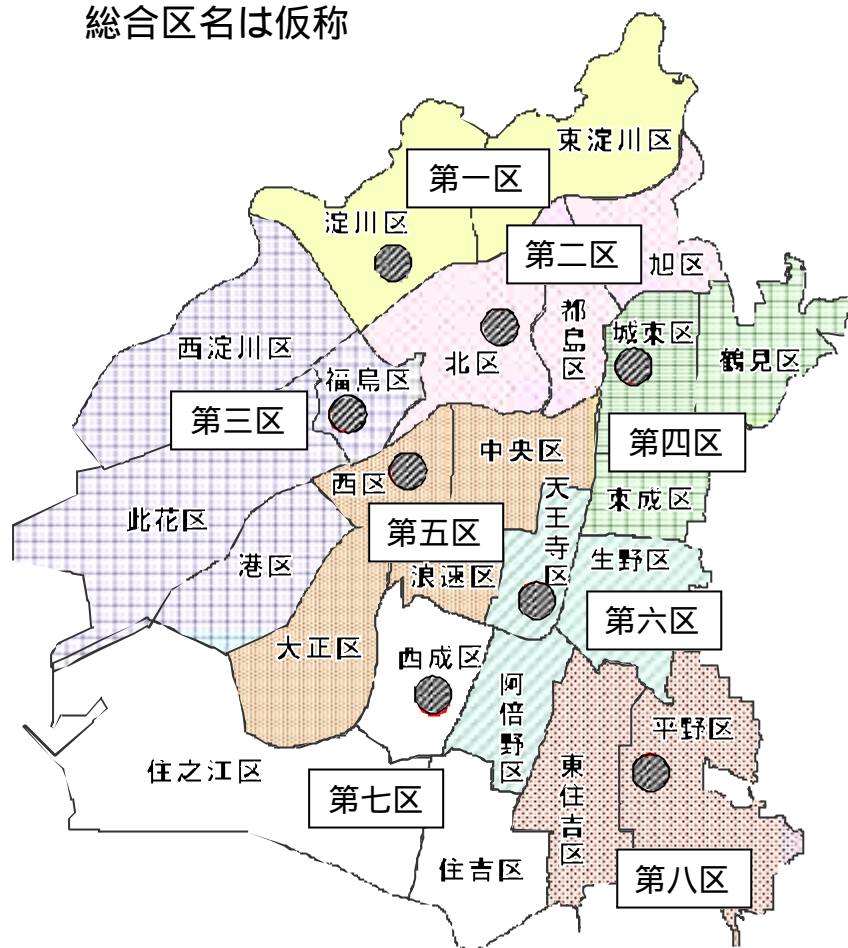 総合区名は仮称
東淀川区
第一区
淀川区
第二区
旭区
都島区
城東区
西淀川区
北区
鶴見区
福島区
第三区
第四区
中央区
西区
天王寺区
東成区
此花区
第五区
港区
浪速区
生野区
第六区
大正区
西成区
阿倍野区
平野区
住之江区
東住吉区
第七区
住吉区
第八区